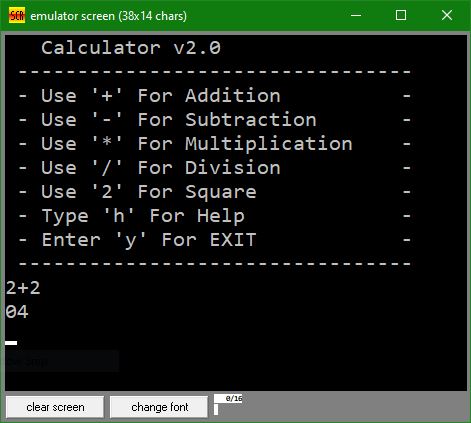 emulator screen (38x14 chars)
Calculator v2.0
---------------------------------
- Use '+' For Addition -
- Use '-' For Subtraction -
- Use '*' For Multiplication -
- Use '/' For Division -
- Use '2' For Square -
- Type 'h' For Help -
- Enter 'y' For EXIT -
---------------------------------
2+2
04
clear screen change font 0/16